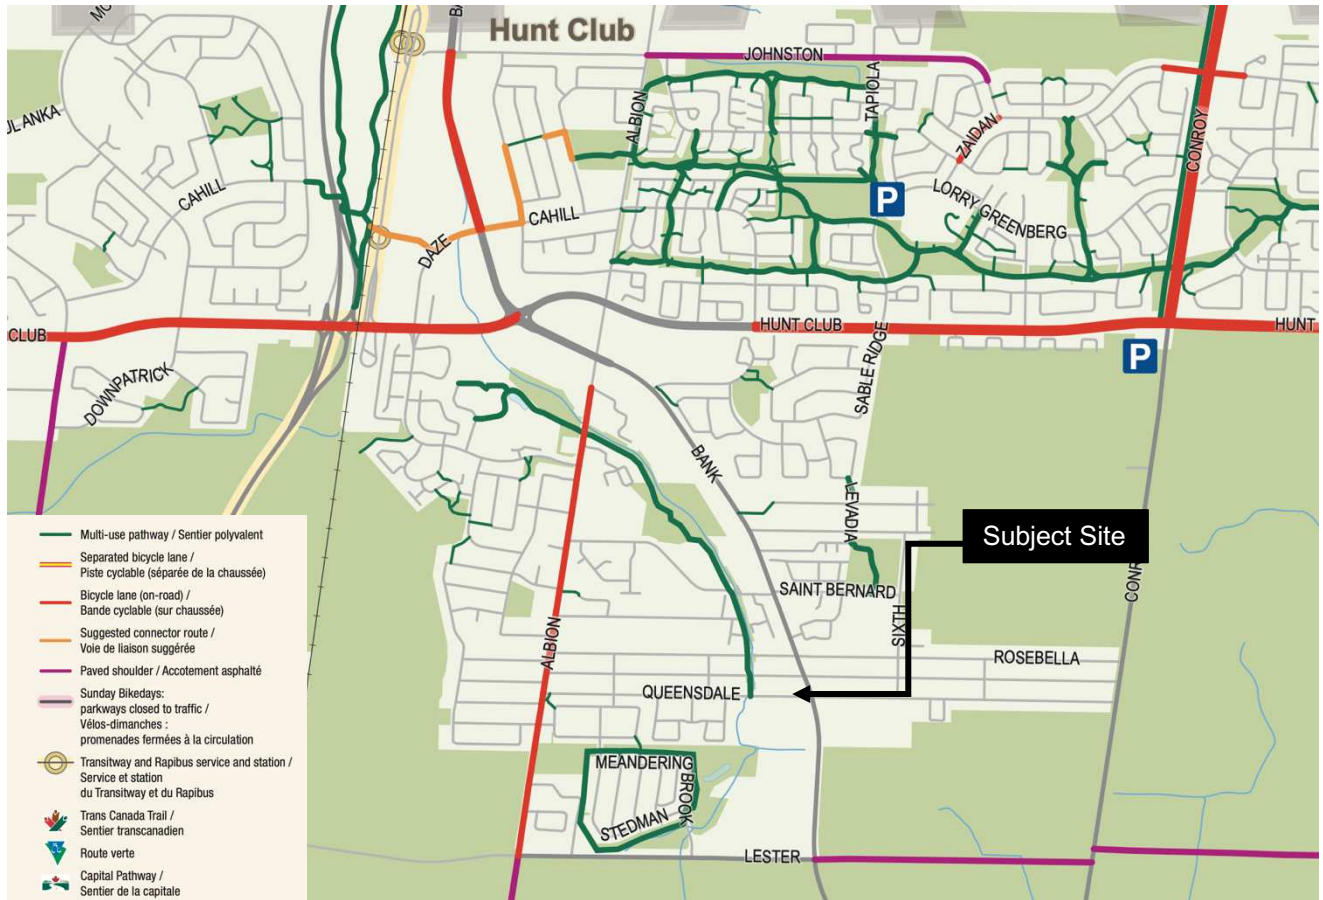 Hunt Club
JOHNSTON
ALBION
TAPIOLA
ZAIDAN
CONROY
CAHILL
P
LORRY GREENBERG
CAHILL
DAZE
CLUB
HUNT CLUB
HUNT
P
DOWNPATRICK
SABLE RIDGE
BANK
LEVADIA
Subject Site
SAINT BERNARD
SIXTH
ALBION
ROSEBELLA
QUEENSDALE
MEANDERING
BROOK
STEDMAN
LESTER
Multi-use pathway / Sentier polyvalent
Separated bicycle lane /
Piste cyclable (séparée de la chaussée)
Bicycle lane (on-road) /
Bande cyclable (sur chaussée)
Suggested connector route /
Voie de liaison suggérée
Paved shoulder / Accotement asphalté
Sunday Bikedays:
parkways closed to traffic /
Vélos-dimanches :
promenades fermées à la circulation
Transitway and Rapibus service and station /
Service et station
du Transitway et du Rapibus
Trans Canada Trail /
Sentier transcanadien
Route verte
Capital Pathway /
Sentier de la capitale